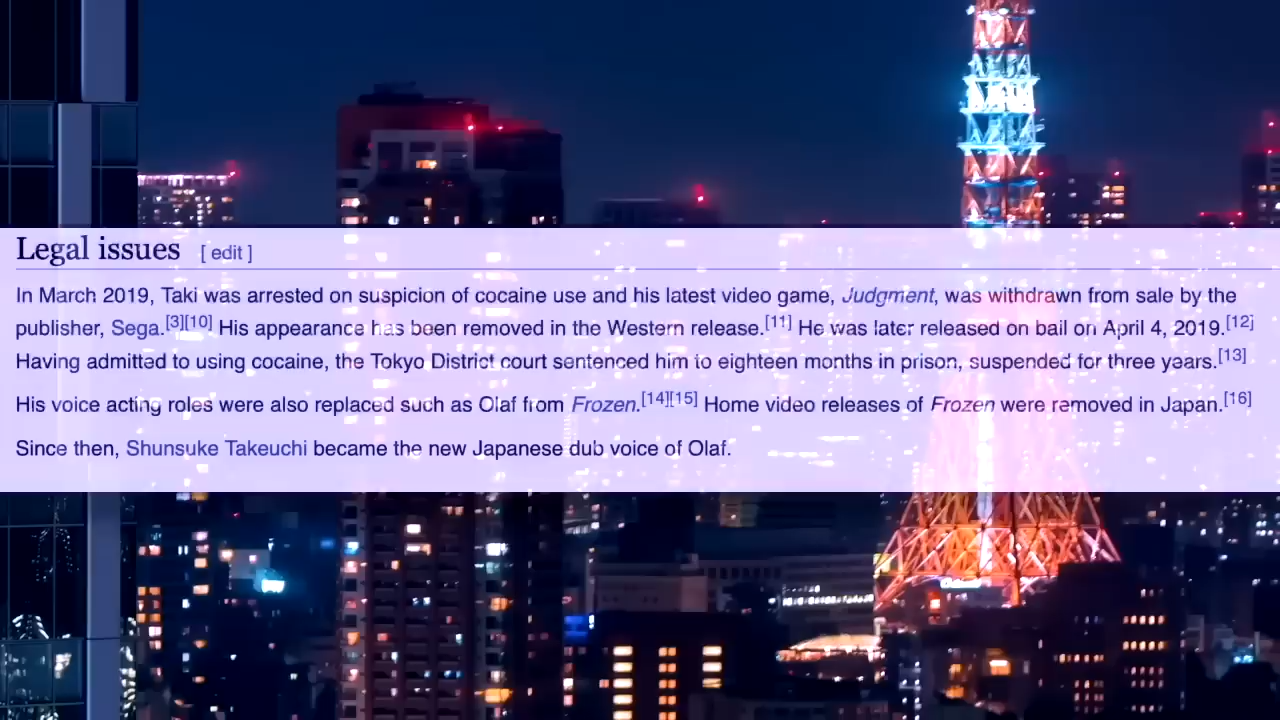 Legal issues [ edit ]
In March 2019, Taki was arrested on suspicion of cocaine use and his latest video game, Judgment, was withdrawn from sale by the
publisher, Sega.[3][10] His appearance has been removed in the Western release.[11] He was later released on bail on April 4, 2019.[12]
Having admitted to using cocaine, the Tokyo District court sentenced him to eighteen months in prison, suspended for three years.[13]
His voice acting roles were also replaced such as Olaf from Frozen.[14][15] Home video releases of Frozen were removed in Japan.[16]
Since then, Shunsuke Takeuchi became the new Japanese dub voice of Olaf.